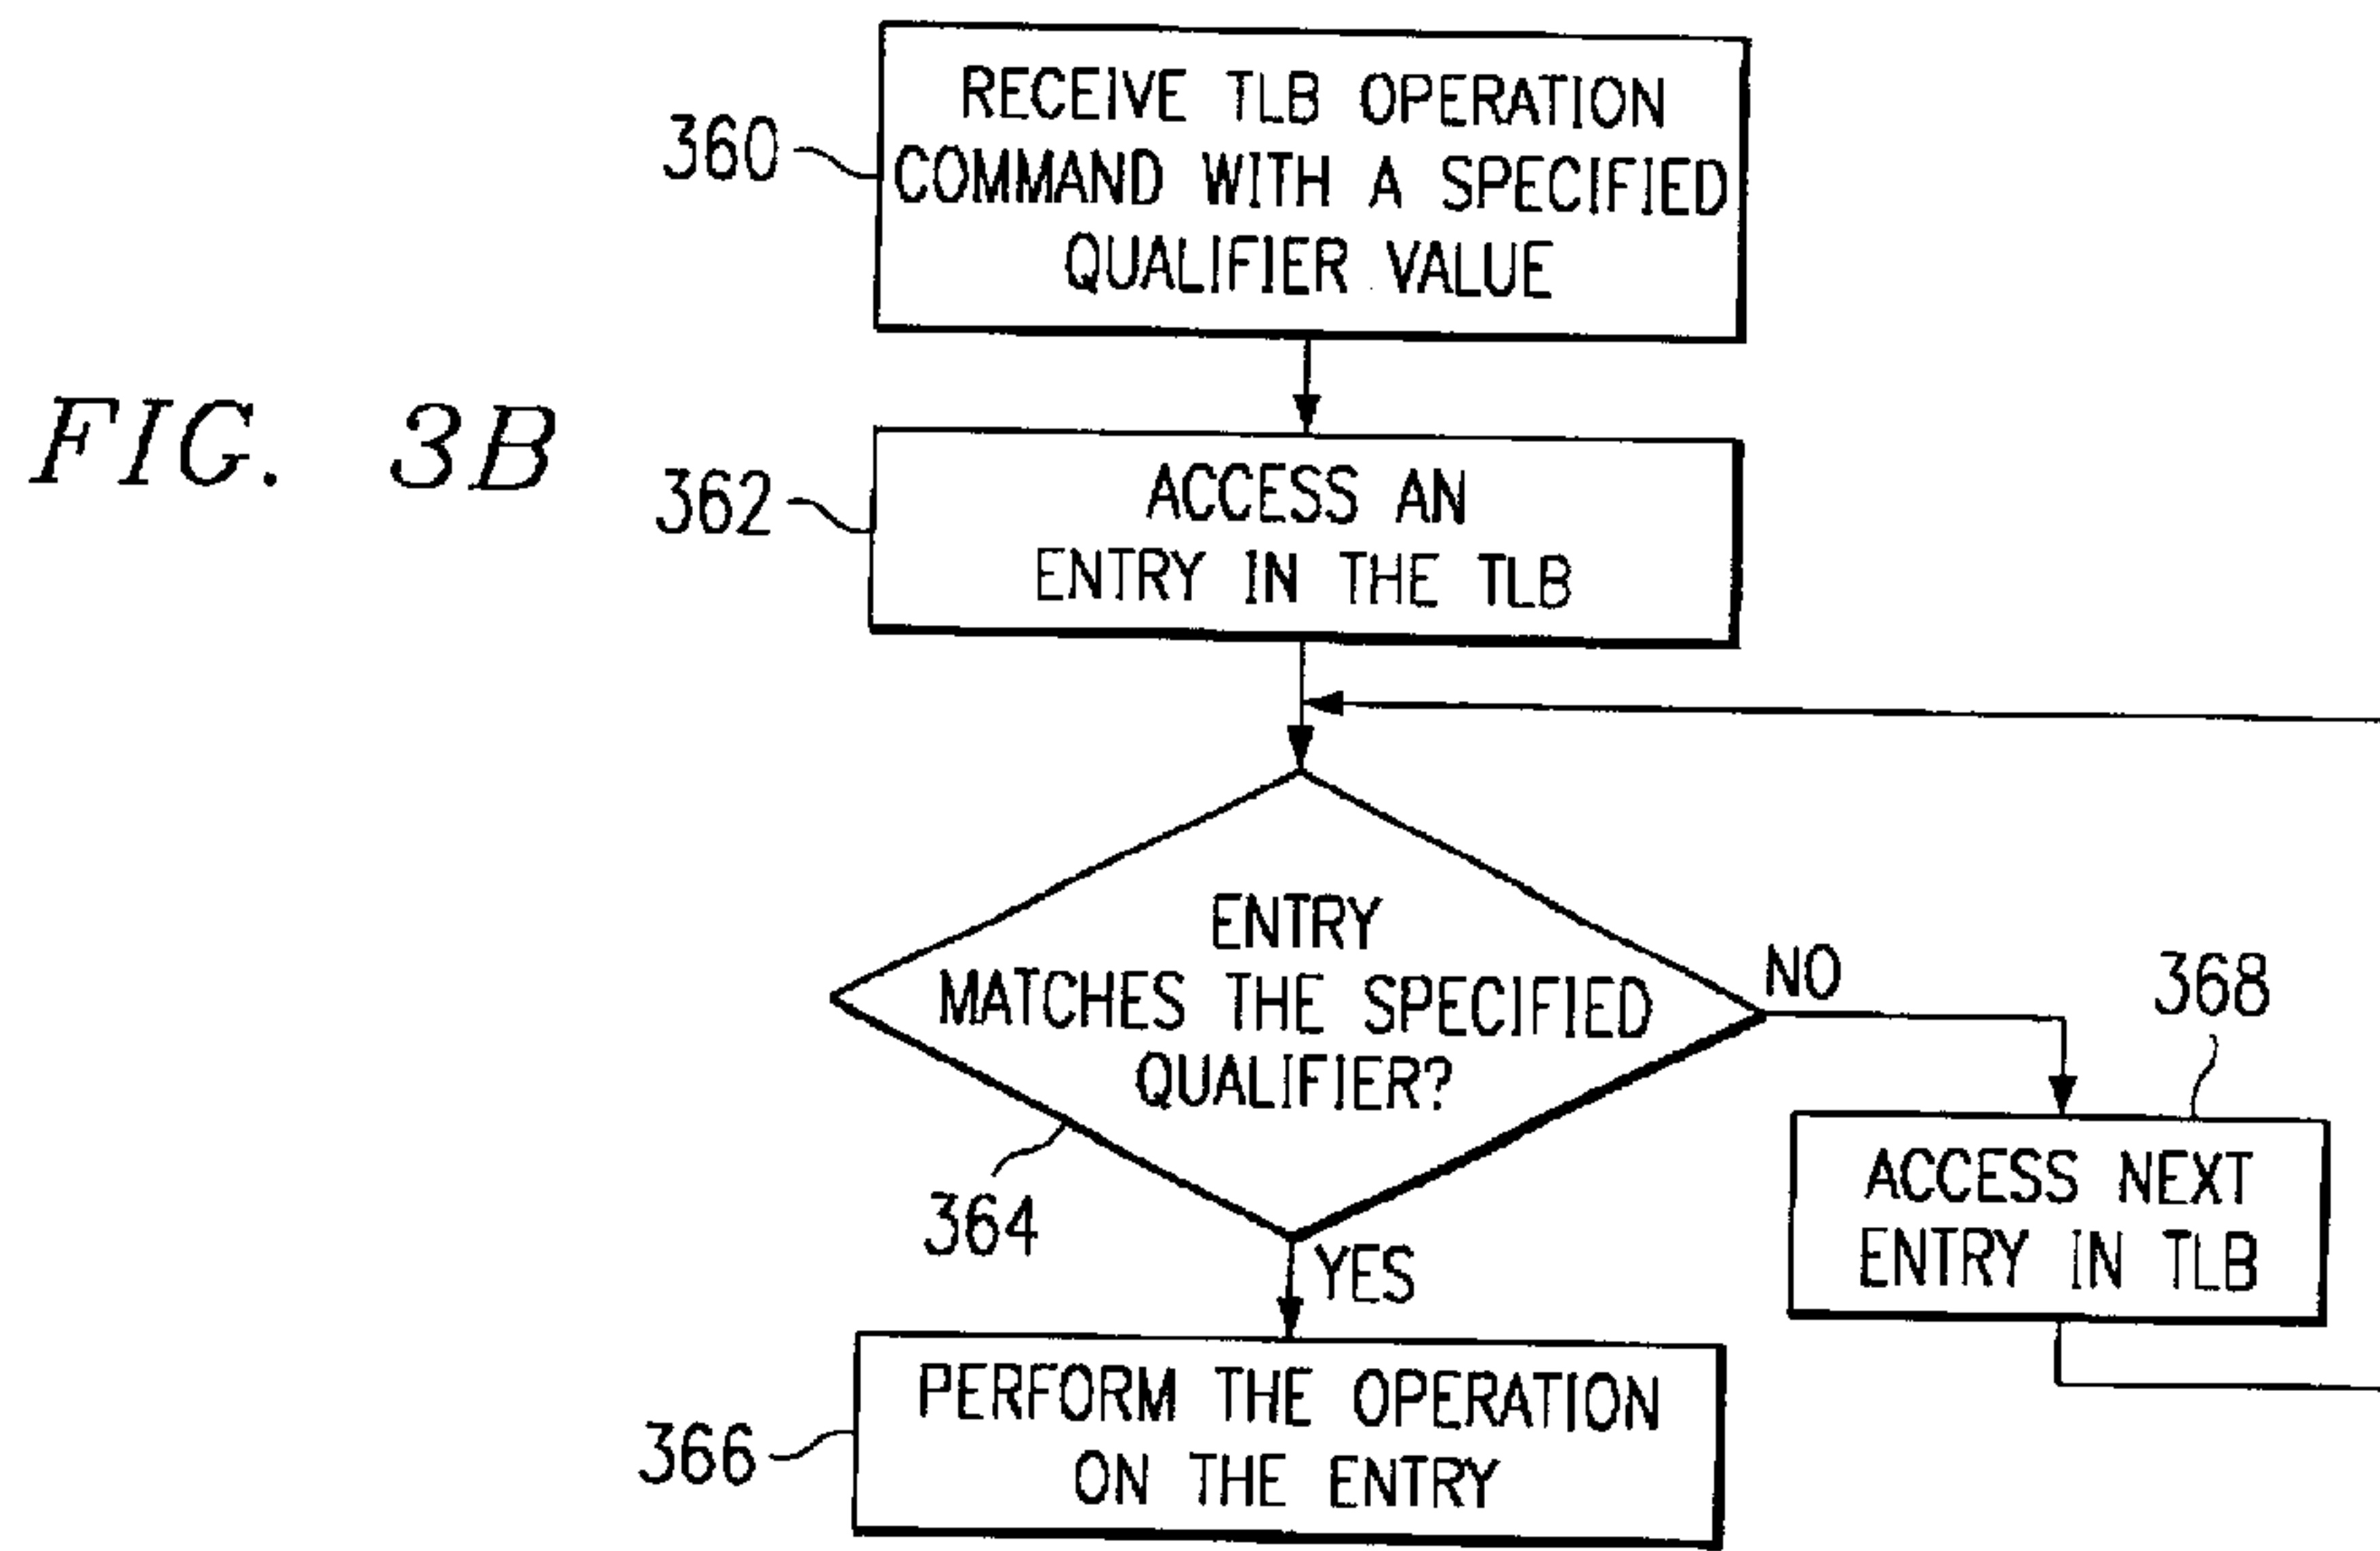 FIG. 3B
360
RECEIVE TLB OPERATION
COMMAND WITH A SPECIFIED
QUALIFIER VALUE
362
ACCESS AN
ENTRY IN THE TLB
ENTRY
MATCHES THE SPECIFIED
QUALIFIER?
364
NO
368
ACCESS NEXT
ENTRY IN TLB
YES
366
PERFORM THE OPERATION
ON THE ENTRY